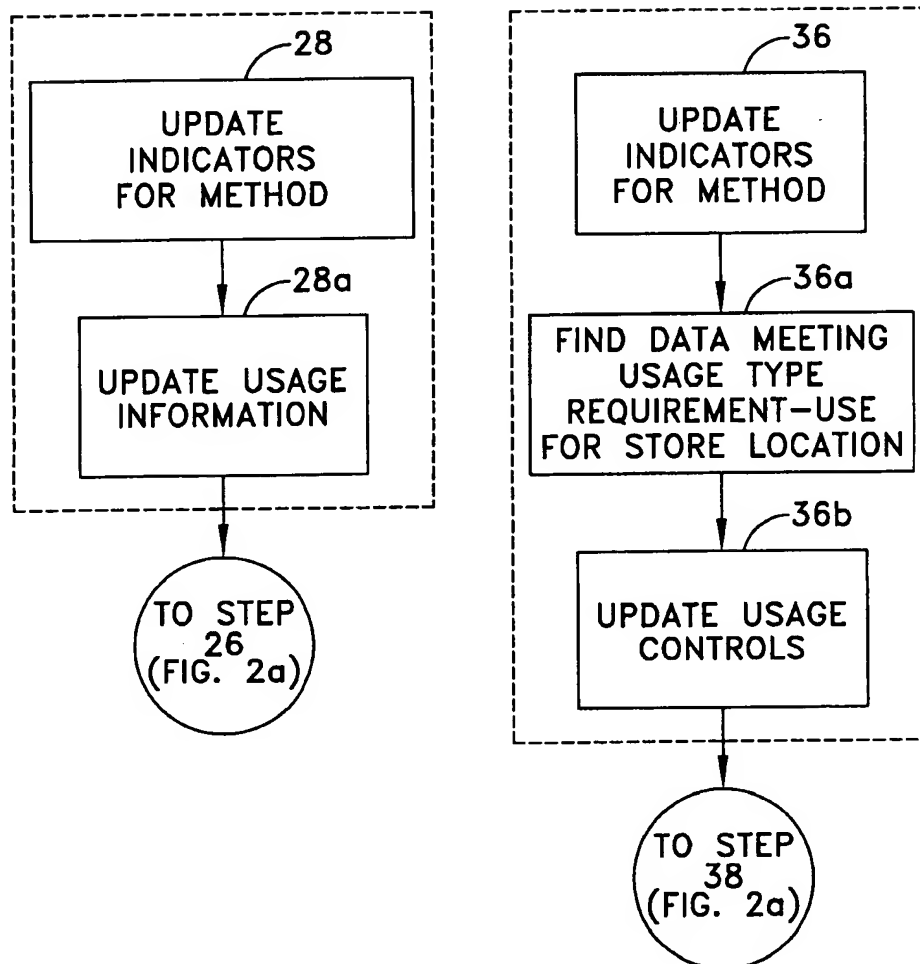 28
UPDATE
INDICATORS
FOR METHOD
28a
UPDATE USAGE
INFORMATION
TO STEP
26
(FIG. 2a)
36
UPDATE
INDICATORS
FOR METHOD
36a
FIND DATA MEETING
USAGE TYPE
REQUIREMENT-USE
FOR STORE LOCATION
36b
UPDATE USAGE
CONTROLS
TO STEP
38
(FIG. 2a)